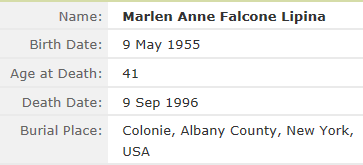 Name: Marlen Anne Falcone Lipina
Birth Date: 9 May 1955
Age at Death: 41
Death Date: 9 Sep 1996
Burial Place: Colonie, Albany County, New York,
USA